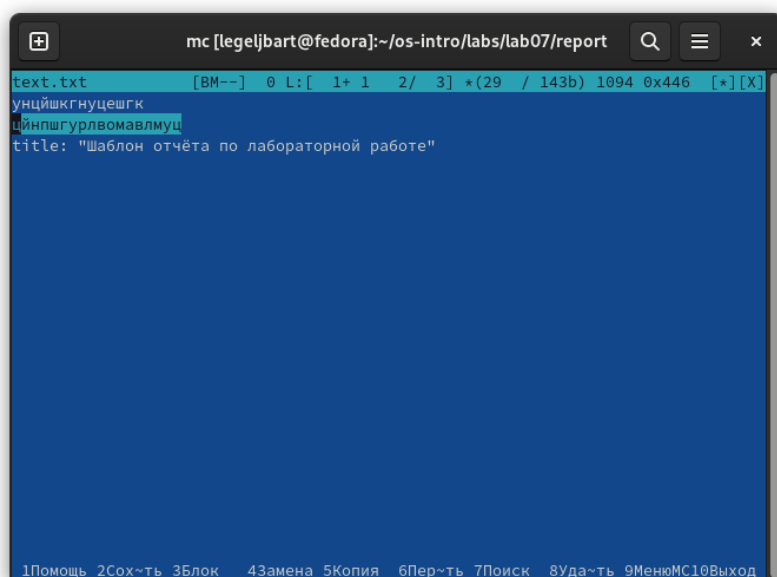 mc [legeljbart@fedora]:~/os-intro/labs/lab07/report
text.txt [BM--] 0 L:[ 1+ 1 2/ 3] *(29 / 143b) 1094 0x446 [*][X]
унцйшкгнуцешгк
цйнпшгурлвомавлмуц
title: "Шаблон отчёта по лабораторной работе"
1Помощь 2Сох~ть 3Блок 4Замена 5Копия 6Пер~ть 7Поиск 8Уда~ть 9МенюMC10Выход